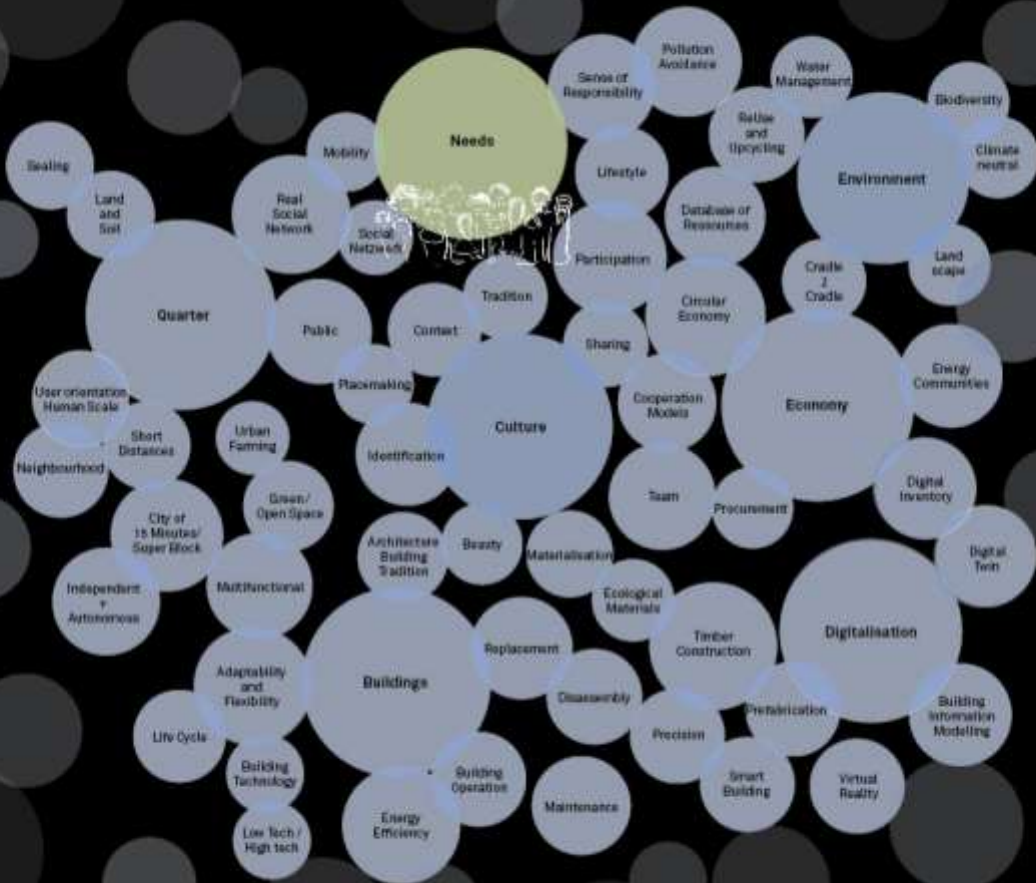 Pollution
Avoidance
Sense of
Responsibility
Water
Management
Biodiversity
ReUse
and
Upcycling
Needs
Mobility
Sealing
Climate
neutral
Lifestyle
Environment
Land
and
Soil
Real
Social
Network
Database of
Ressources
Social
Netzwerk
Participation
Land
scape
Cradle
2
Cradle
Tradition
Circular
Economy
Quarter
Public
Context
Sharing
Energy
Communities
Placemaking
User orientation
Human Scale
Cooperation
Models
Economy
Culture
Urban
Farming
Short
Distances
Identification
Neighbourhood
Digital
Inventory
Team
Green/
Open Space
Procurement
City of
15 Minutes/
Super Block
Architecture
Building
Tradition
Beauty
Materialisation
Digital
Twin
Independent
+
Autonomous
Multifunctional
Ecological
Materials
Timber
Construction
Digitalisation
Replacement
Adaptability
and
Flexibility
Buildings
Disassembly
Prefabrication
Building
Information
Modelling
Life Cycle
Precision
Building
Technology
Building
Operation
Smart
Building
Virtual
Reality
Maintenance
Energy
Efficiency
Low Tech /
High tech